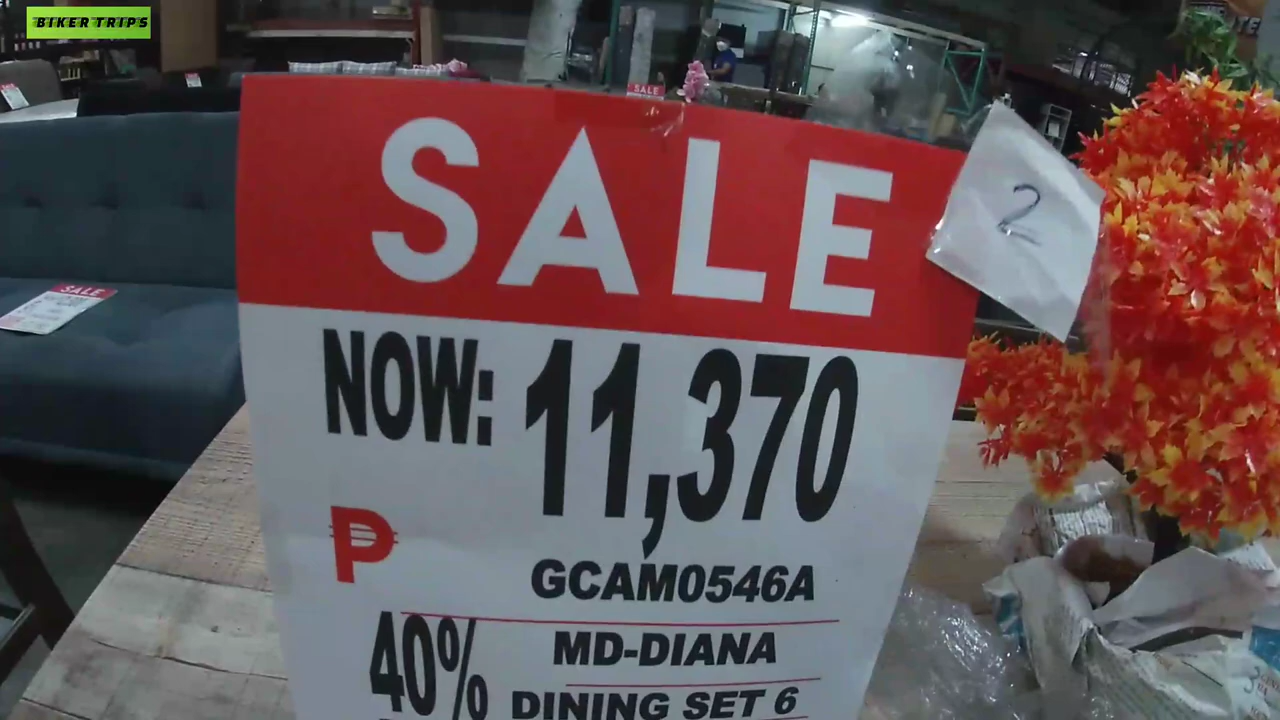 BIKER TRIPS
SALE
SALE
2
SALE
NOW: 11,370
₱
GCAM0546A
40%
MD-DIANA
DINING SET 6